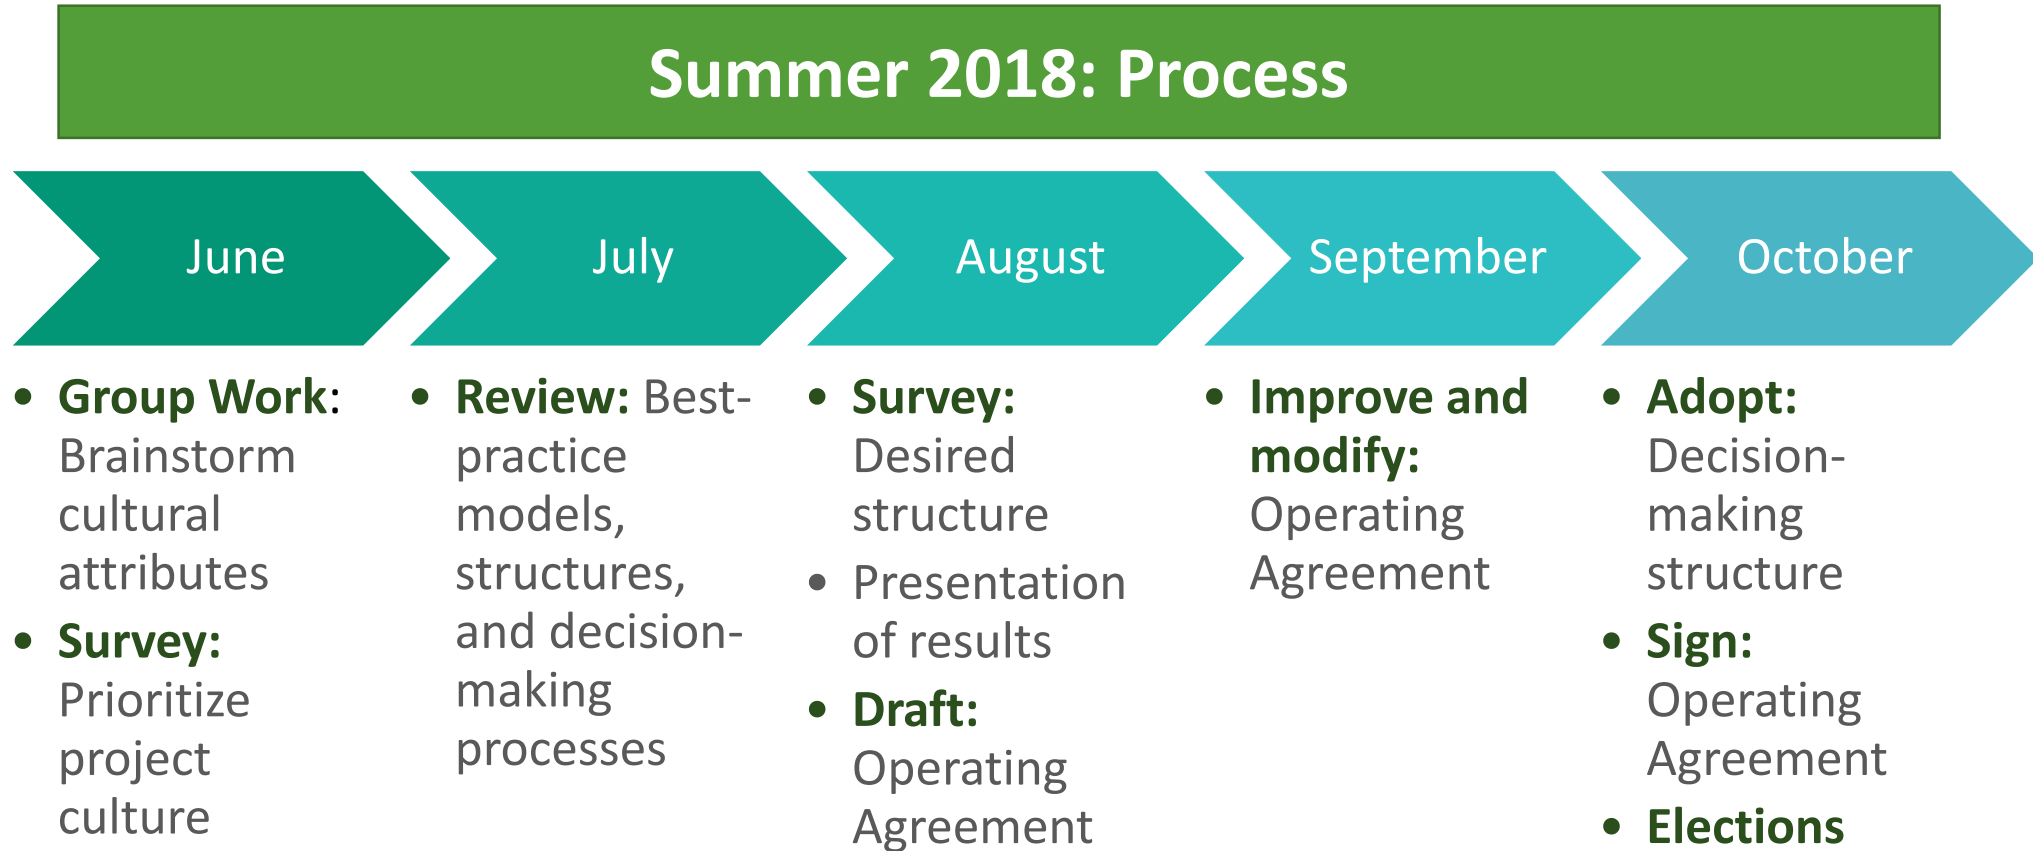 Summer 2018: Process
June
July
August
September
October
• Group Work:
Brainstorm
cultural
attributes
• Survey:
Prioritize
project
culture
• Review: Best-
practice
models,
structures,
and decision-
making
processes
• Survey:
Desired
structure
• Presentation
of results
• Draft:
Operating
Agreement
• Improve and
modify:
Operating
Agreement
• Adopt:
Decision-
making
structure
• Sign:
Operating
Agreement
• Elections